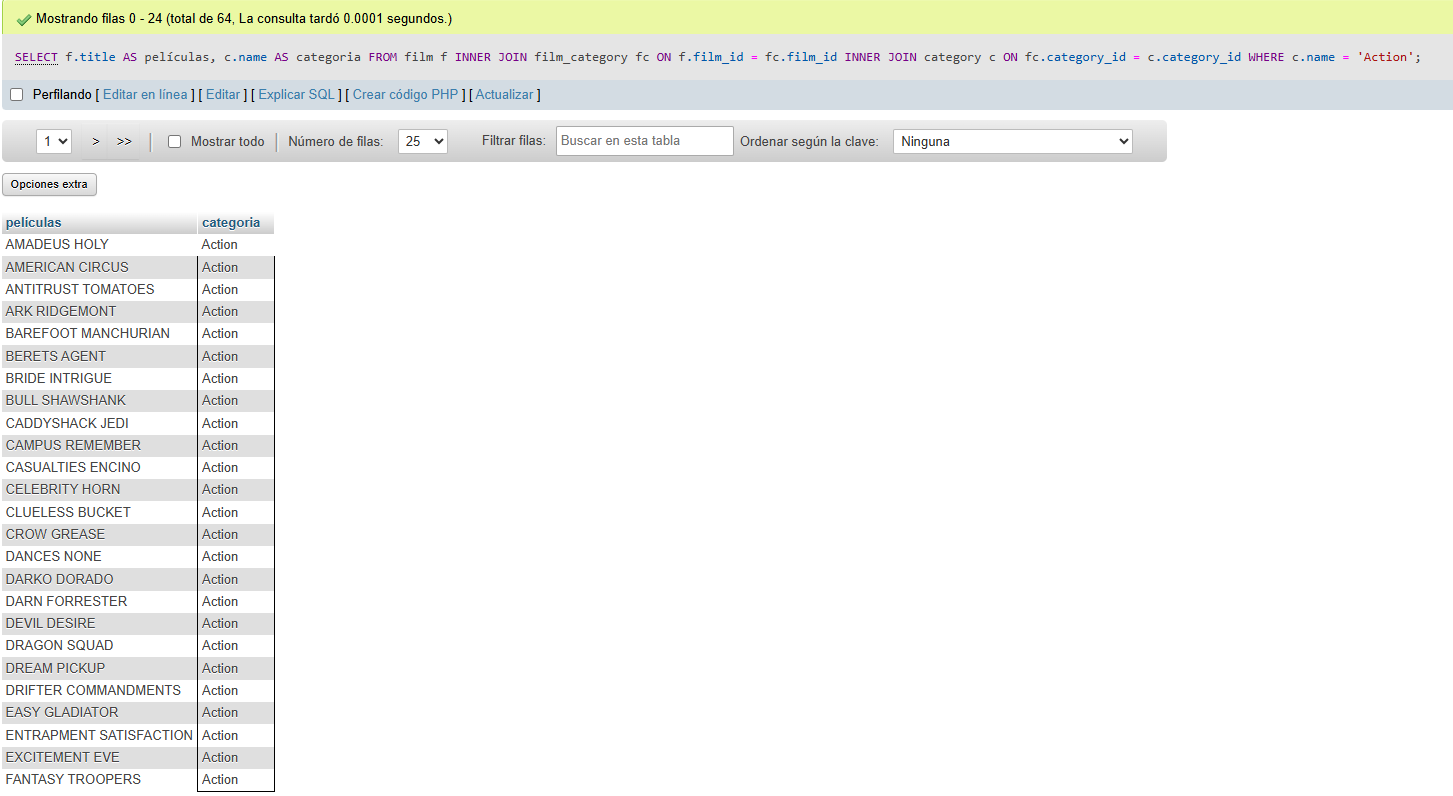 Mostrando filas 0 - 24 (total de 64, La consulta tardó 0.0001 segundos.)
SELECT f.title AS películas, c.name AS categoria FROM film f INNER JOIN film_category fc ON f.film_id = fc.film_id INNER JOIN category c ON fc.category_id = c.category_id WHERE c.name = 'Action';
Perfilando [ Editar en línea ] [ Editar ] [ Explicar SQL ] [ Crear código PHP ] [ Actualizar ]
1 > >> | Mostrar todo | Número de filas: 25 Filtrar filas: Buscar en esta tabla Ordenar según la clave: Ninguna
Opciones extra
películas categoria
AMADEUS HOLY Action
AMERICAN CIRCUS Action
ANTITRUST TOMATOES Action
ARK RIDGEMONT Action
BAREFOOT MANCHURIAN Action
BERETS AGENT Action
BRIDE INTRIGUE Action
BULL SHAWSHANK Action
CADDYSHACK JEDI Action
CAMPUS REMEMBER Action
CASUALTIES ENCINO Action
CELEBRITY HORN Action
CLUELESS BUCKET Action
CROW GREASE Action
DANCES NONE Action
DARKO DORADO Action
DARN FORRESTER Action
DEVIL DESIRE Action
DRAGON SQUAD Action
DREAM PICKUP Action
DRIFTER COMMANDMENTS Action
EASY GLADIATOR Action
ENTRAPMENT SATISFACTION Action
EXCITEMENT EVE Action
FANTASY TROOPERS Action